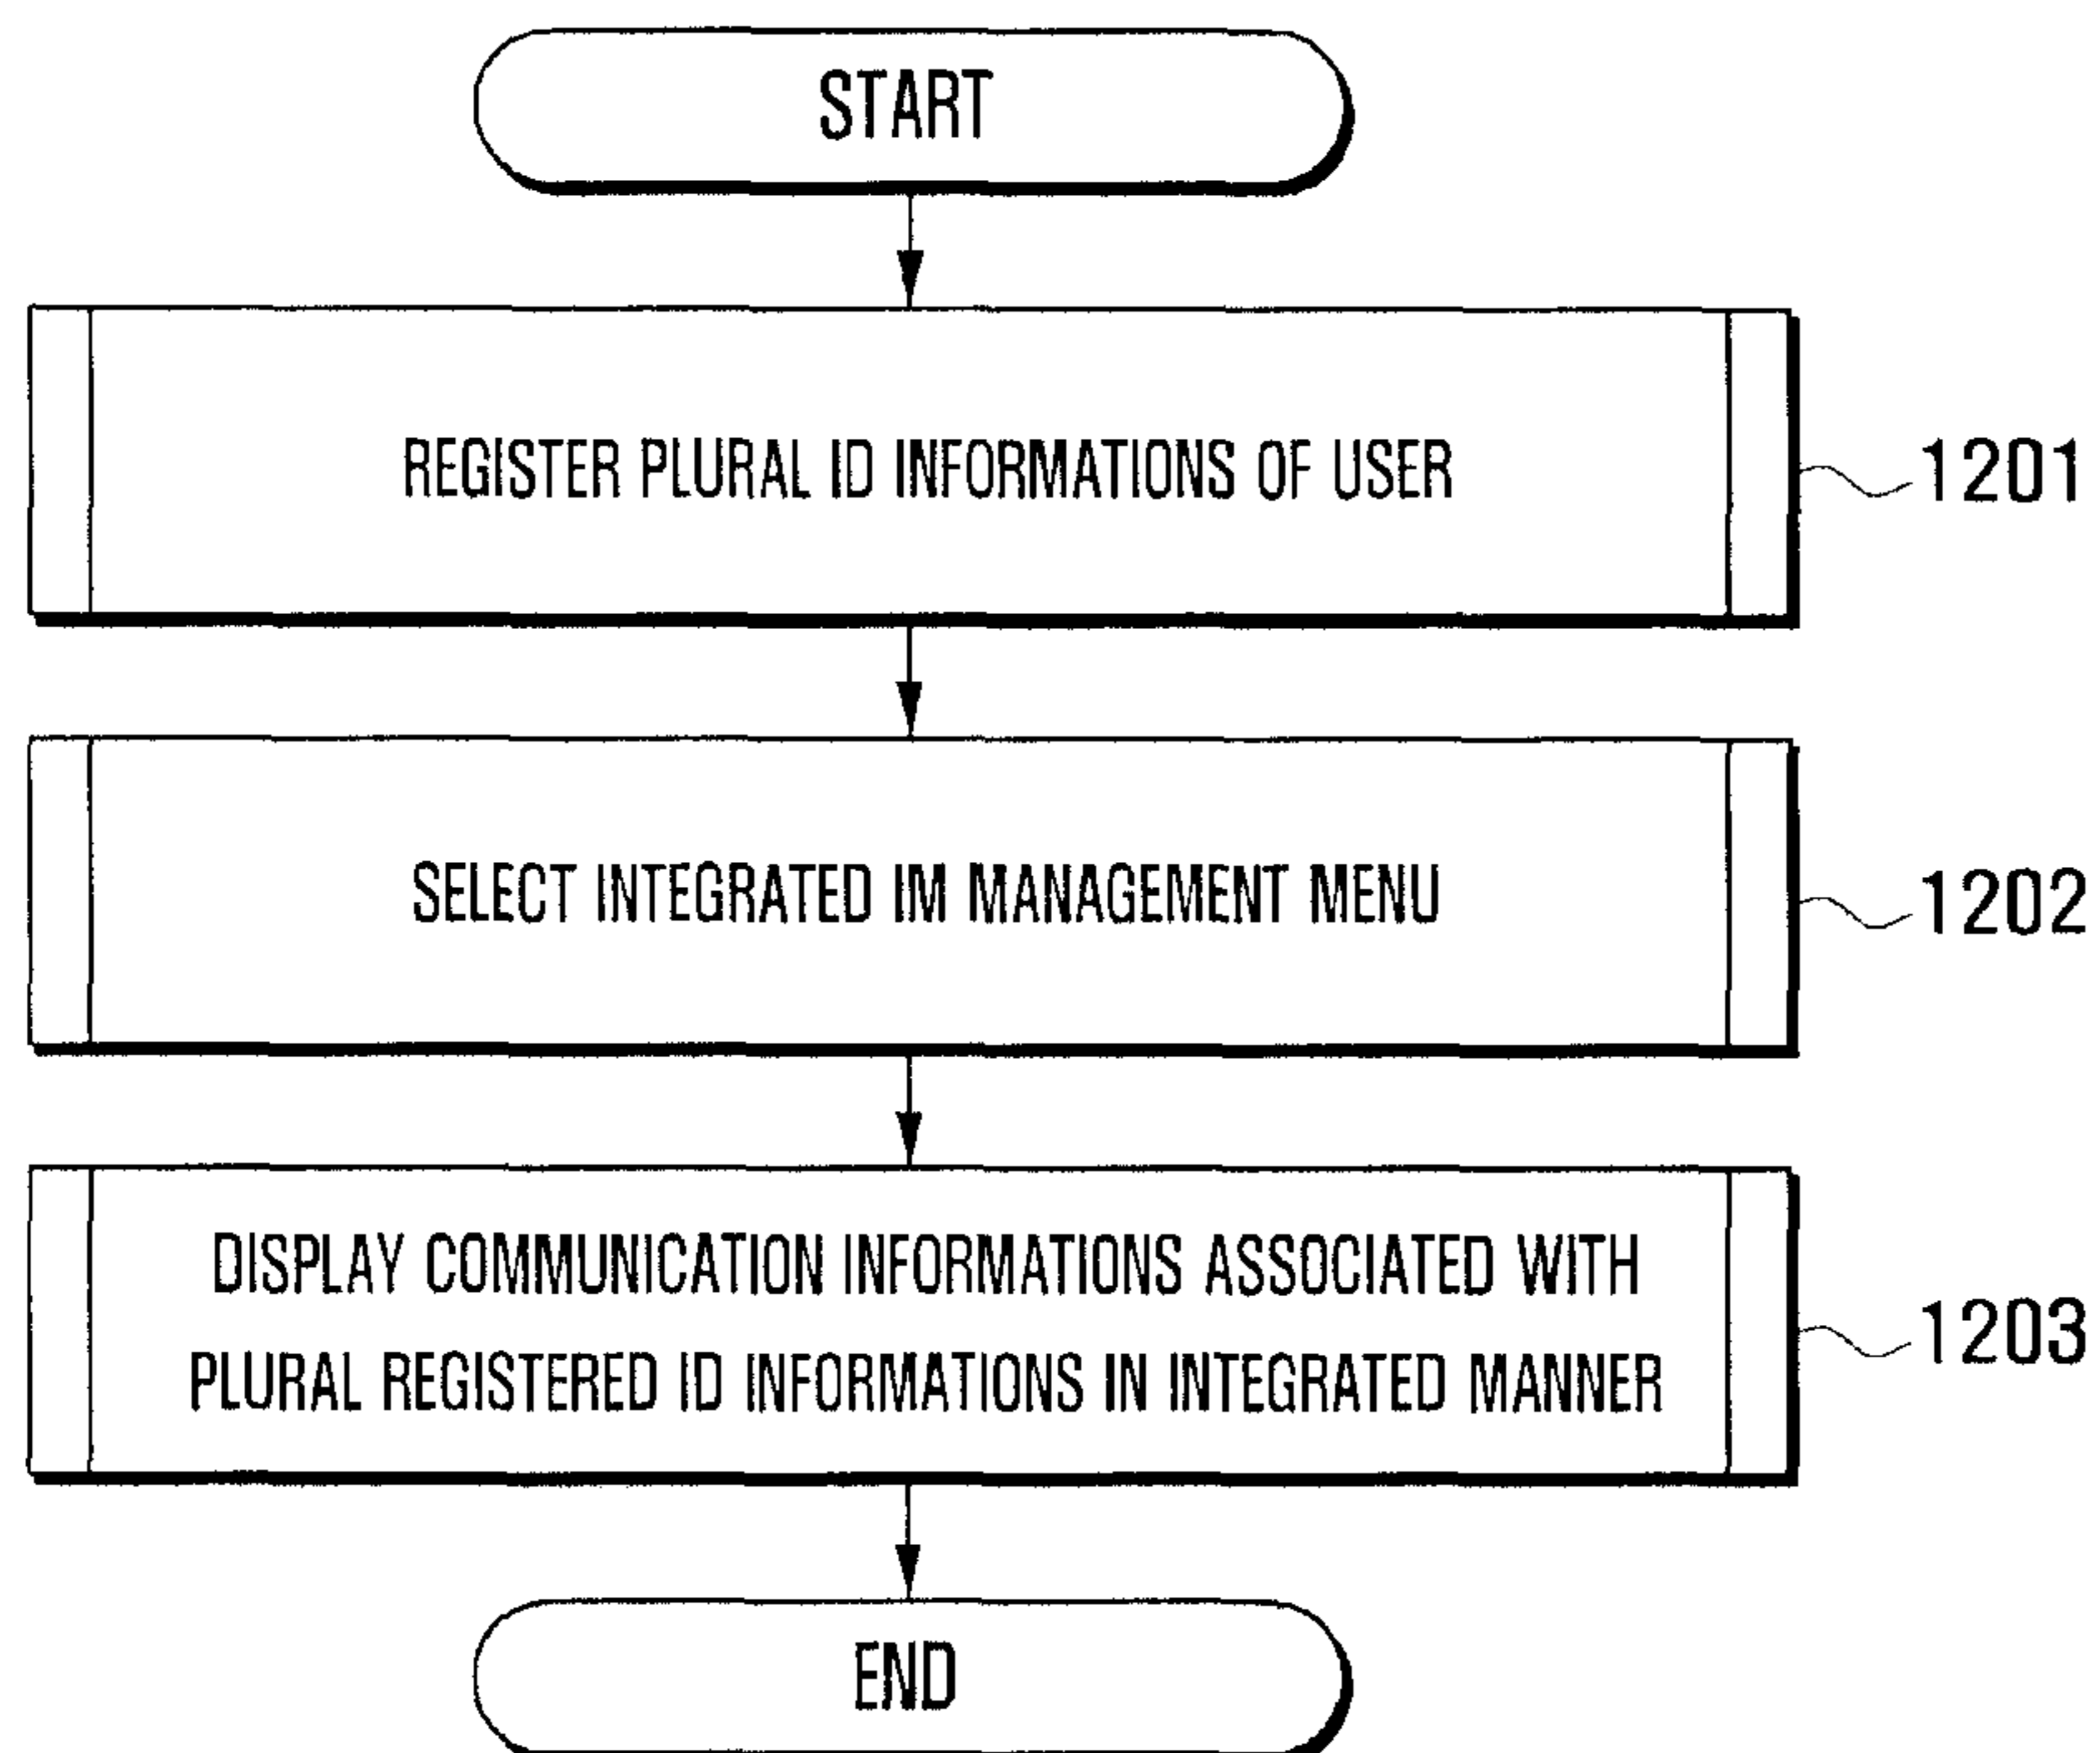 START
REGISTER PLURAL ID INFORMATIONS OF USER
1201
SELECT INTEGRATED IM MANAGEMENT MENU
1202
DISPLAY COMMUNICATION INFORMATIONS ASSOCIATED WITH
PLURAL REGISTERED ID INFORMATIONS IN INTEGRATED MANNER
1203
END